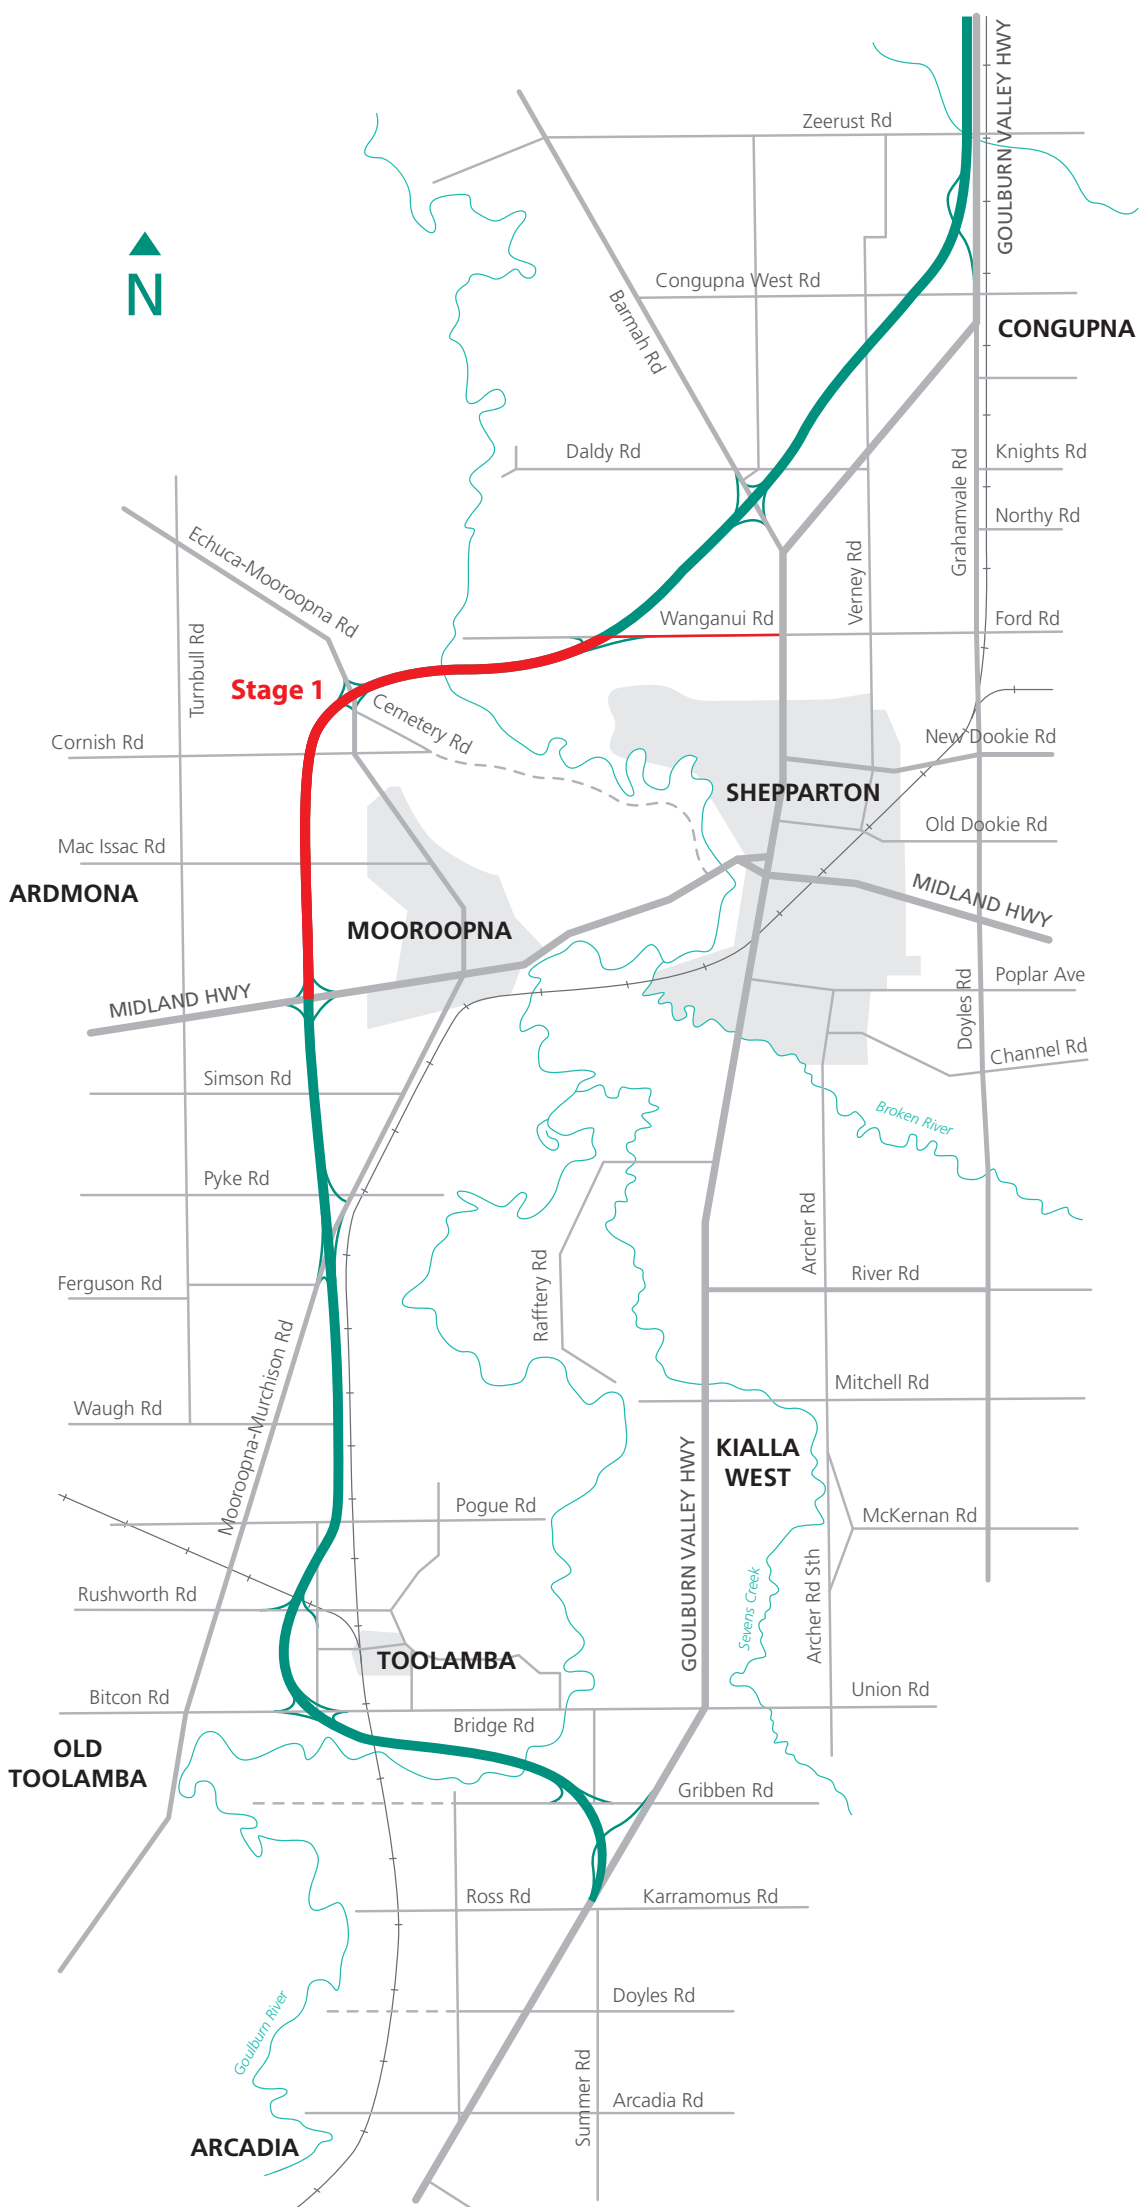 GOULBURN VALLEY HWY
Zeerust Rd
N
Congupna West Rd
Barmah Rd
CONGUPNA
Daldy Rd
Knights Rd
Grahamvale Rd
Northy Rd
Echuca-Mooroopna Rd
Verney Rd
Wanganui Rd
Ford Rd
Turnbull Rd
Stage 1
Cemetery Rd
Cornish Rd
New Dookie Rd
SHEPPARTON
Old Dookie Rd
Mac Issac Rd
ARDMONA
MIDLAND HWY
MOOROOPNA
MIDLAND HWY
Poplar Ave
Doyles Rd
Channel Rd
Simson Rd
Broken River
Pyke Rd
Archer Rd
Rafftery Rd
River Rd
Ferguson Rd
Mooroopna-Murchison Rd
Mitchell Rd
Waugh Rd
GOULBURN VALLEY HWY
KIALLA
WEST
Pogue Rd
McKernan Rd
Rushworth Rd
Sevens Creek
Archer Rd Sth
TOOLAMBA
Bitcon Rd
Union Rd
Bridge Rd
OLD
TOOLAMBA
Gribben Rd
Ross Rd
Karramomus Rd
Goulburn River
Doyles Rd
Summer Rd
Arcadia Rd
ARCADIA